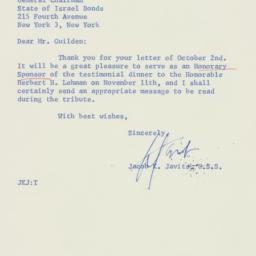 General Chairman
State of Israel Bonds
215 Fourth Avenue
New York 3, New York
Dear Mr. Guilden:
Thank you for your letter of October 2nd.
It will be a great pleasure to serve as an Honorary
Sponsor of the testimonial dinner to the Honorable
Herbert H. Lehman on November 11th, and I shall
certainly send an appropriate message to be read
during the tribute.
With best wishes,
Sincerely,
Jacob K. Javits, U.S.S.
JKJ:T